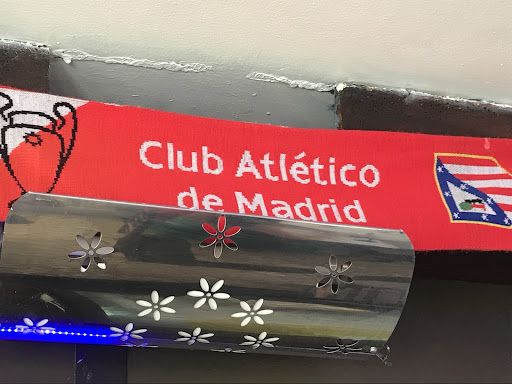 Club Atlético
de Madrid